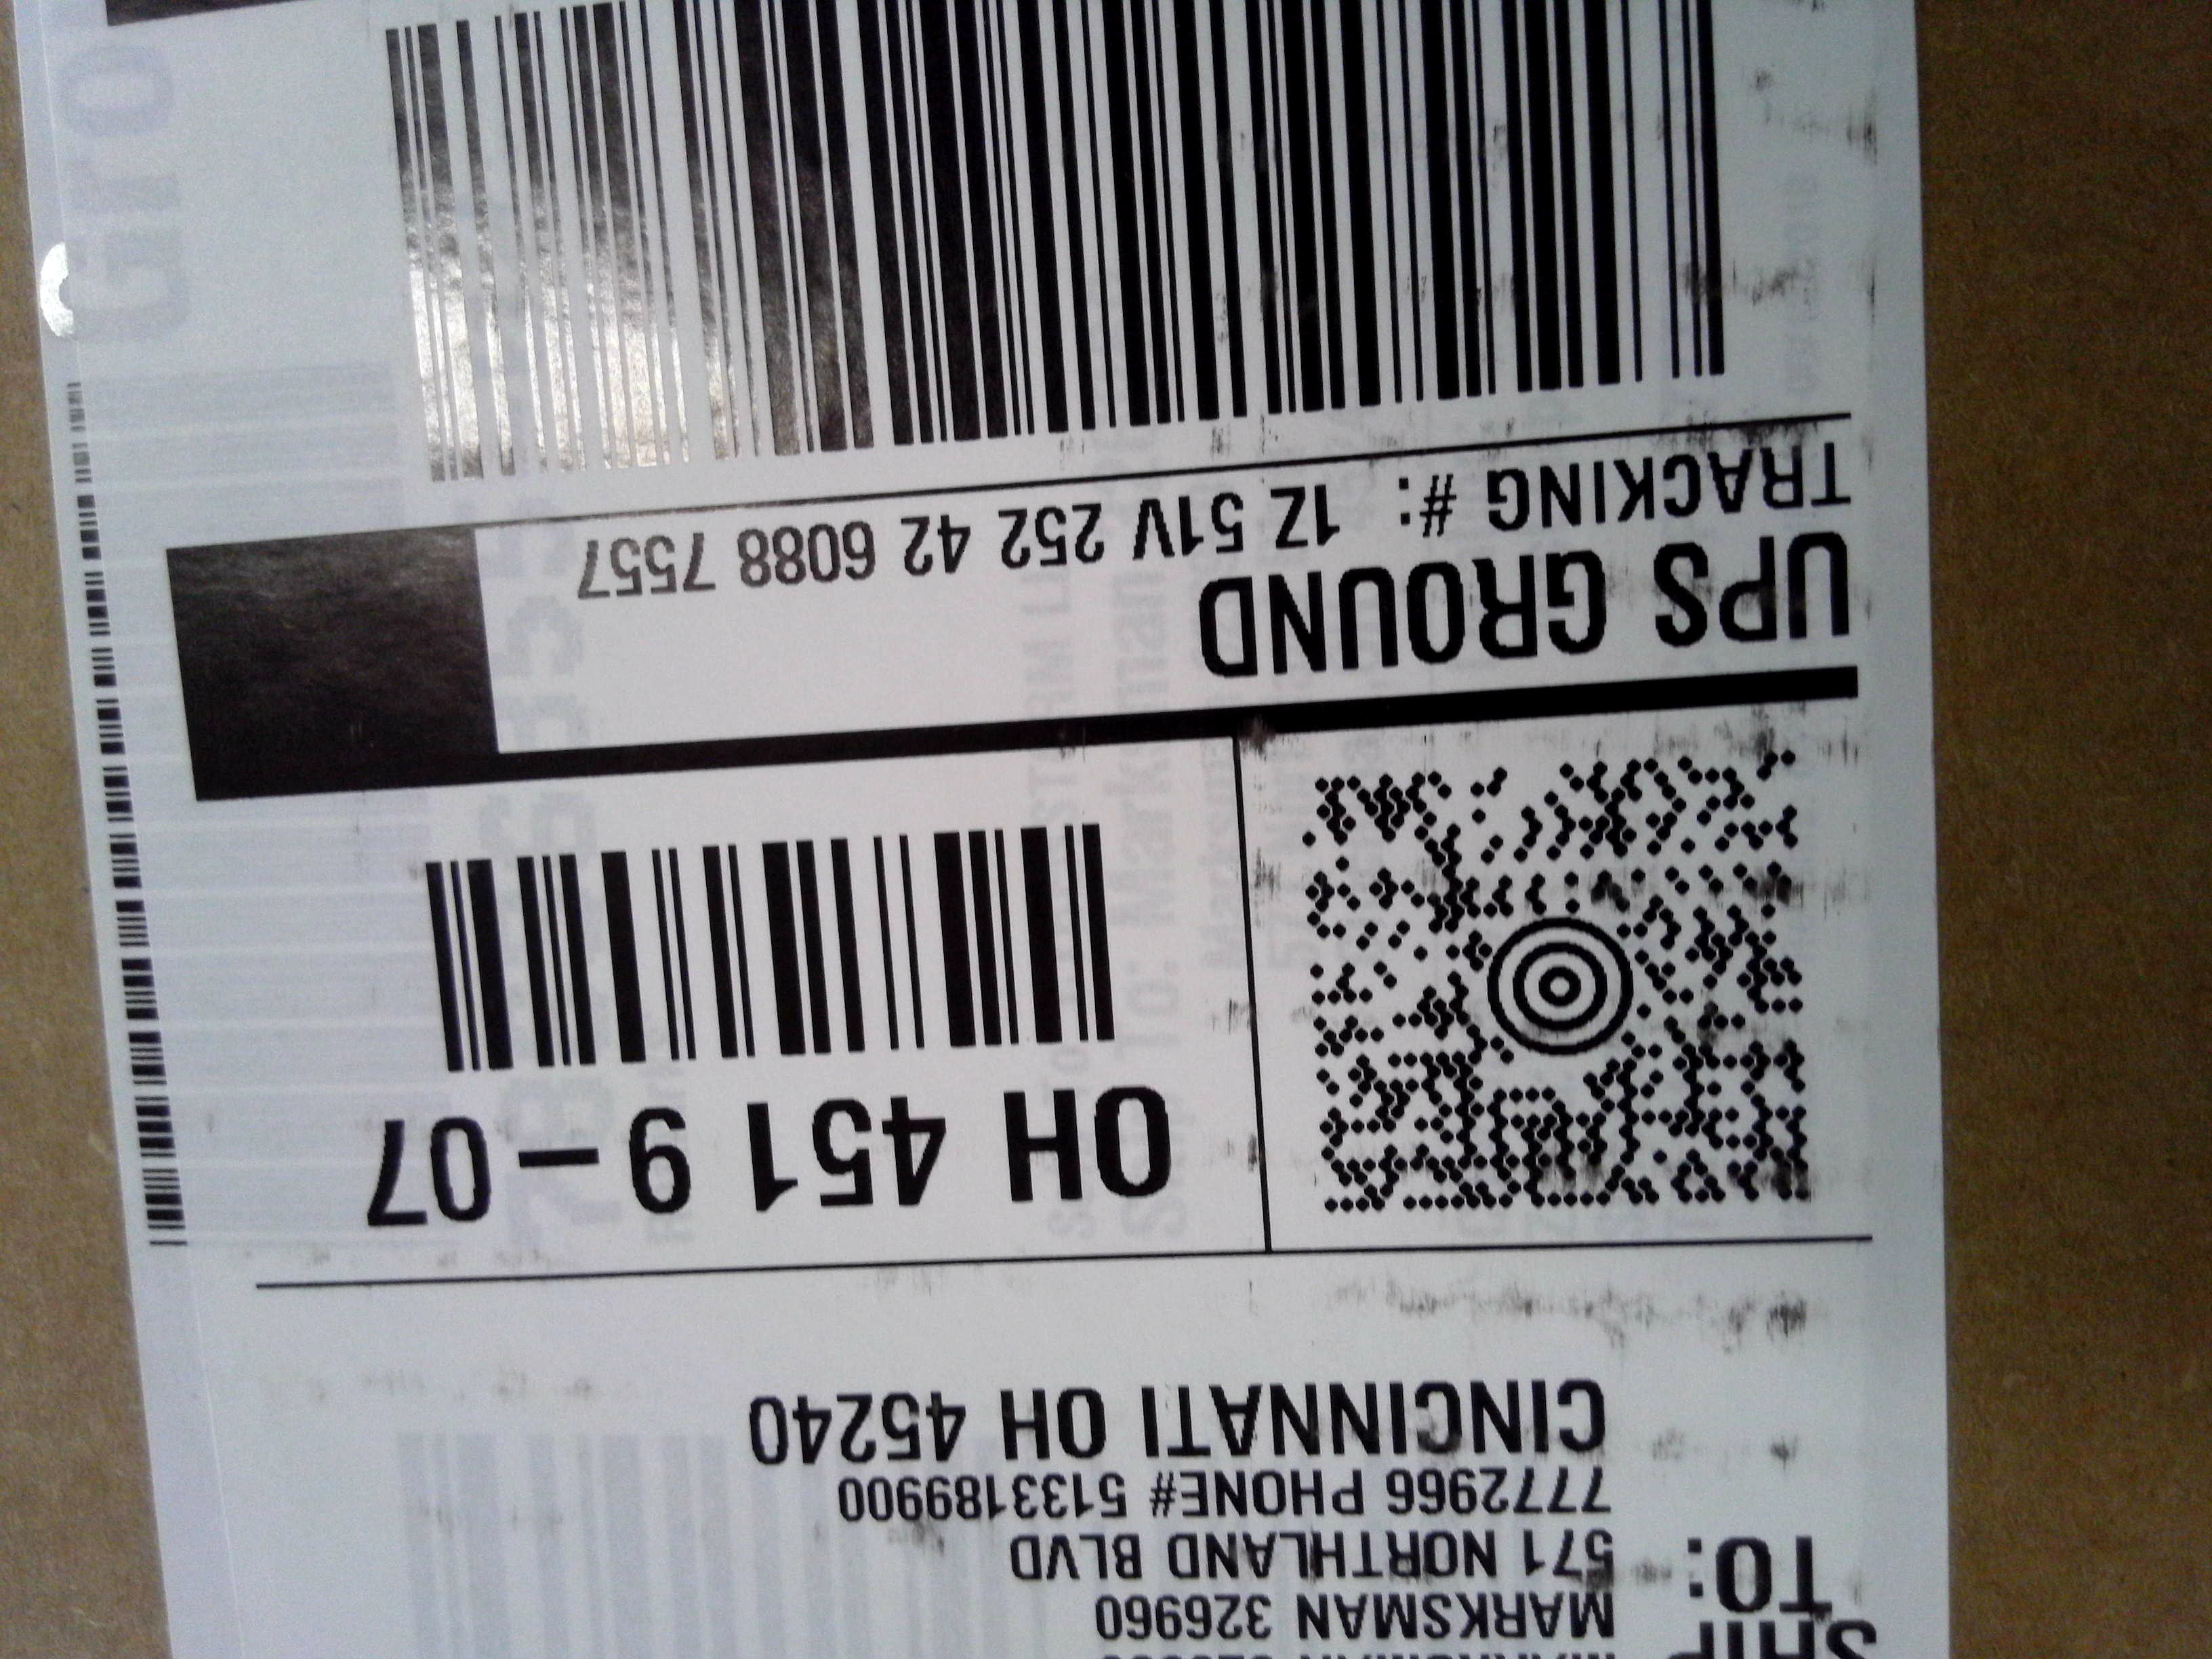 SHIP
TO:
MARKSMAN 326960
571 NORTHLAND BLVD
7772966 PHONE# 5133189900
CINCINNATI OH 45240
OH 451 9-07
UPS GROUND
TRACKING #: 1Z 51V 252 42 6088 7557